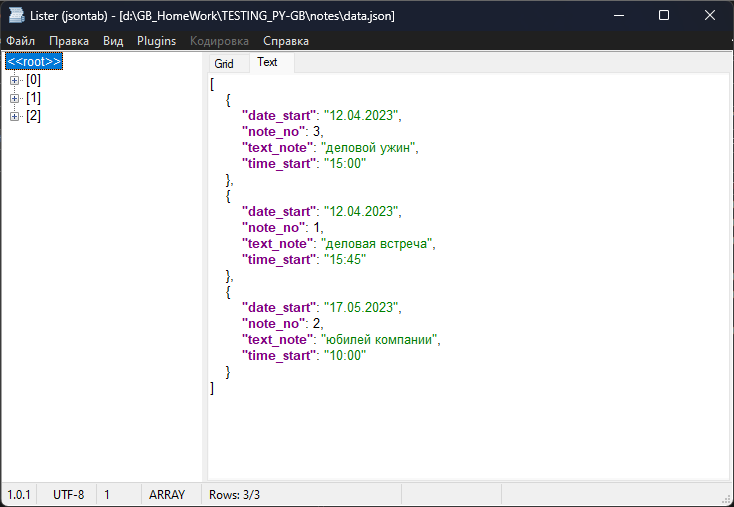 Lister (jsontab) - [d:\GB_HomeWork\TESTING_PY-GB\notes\data.json]
Файл Правка Вид Plugins Кодировка Справка
<<root>>
[0]
[1]
[2]
Grid Text
[
{
"date_start": "12.04.2023",
"note_no": 3,
"text_note": "деловой ужин",
"time_start": "15:00"
},
{
"date_start": "12.04.2023",
"note_no": 1,
"text_note": "деловая встреча",
"time_start": "15:45"
},
{
"date_start": "17.05.2023",
"note_no": 2,
"text_note": "юбилей компании",
"time_start": "10:00"
}
]
1.0.1 UTF-8 1 ARRAY Rows: 3/3